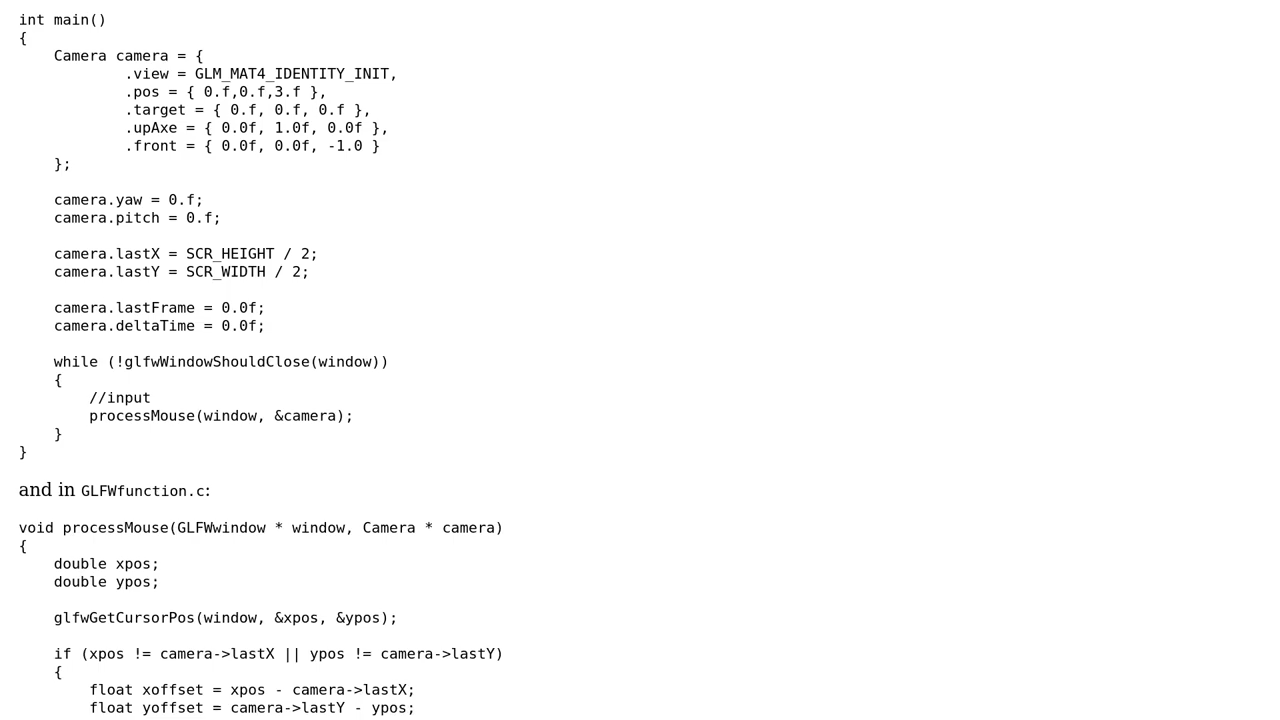 int main()
{
    Camera camera = {
            .view = GLM_MAT4_IDENTITY_INIT,
            .pos = { 0.f,0.f,3.f },
            .target = { 0.f, 0.f, 0.f },
            .upAxe = { 0.0f, 1.0f, 0.0f },
            .front = { 0.0f, 0.0f, -1.0 }
    };

    camera.yaw = 0.f;
    camera.pitch = 0.f;

    camera.lastX = SCR_HEIGHT / 2;
    camera.lastY = SCR_WIDTH / 2;

    camera.lastFrame = 0.0f;
    camera.deltaTime = 0.0f;

    while (!glfwWindowShouldClose(window))
    {
        //input
        processMouse(window, &camera);
    }
}
and in GLFWfunction.c:
void processMouse(GLFWwindow * window, Camera * camera)
{
    double xpos;
    double ypos;

    glfwGetCursorPos(window, &xpos, &ypos);

    if (xpos != camera->lastX || ypos != camera->lastY)
    {
        float xoffset = xpos - camera->lastX;
        float yoffset = camera->lastY - ypos;